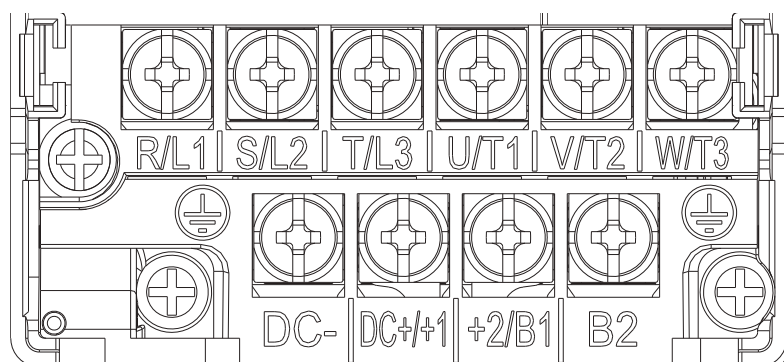 R/L1 S/L2 T/L3 U/T1 V/T2 W/T3
DC- DC+/+1 +2/B1 B2